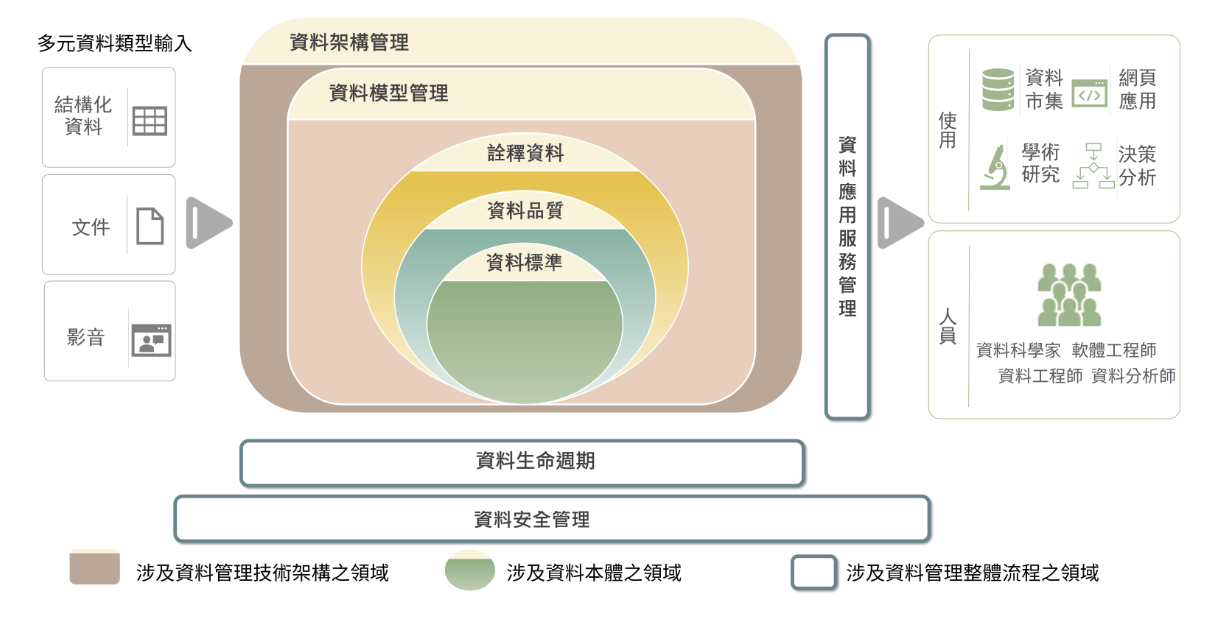 多元資料類型輸入
結構化
資料
文件
影音
資料架構管理
資料模型管理
詮釋資料
資料品質
資料標準
資料應用服務管理
使用
資料
市集
網頁
應用
</>
學術
研究
決策
分析
人員
資料科學家 軟體工程師
資料工程師 資料分析師
資料生命週期
資料安全管理
涉及資料管理技術架構之領域
涉及資料本體之領域
涉及資料管理整體流程之領域